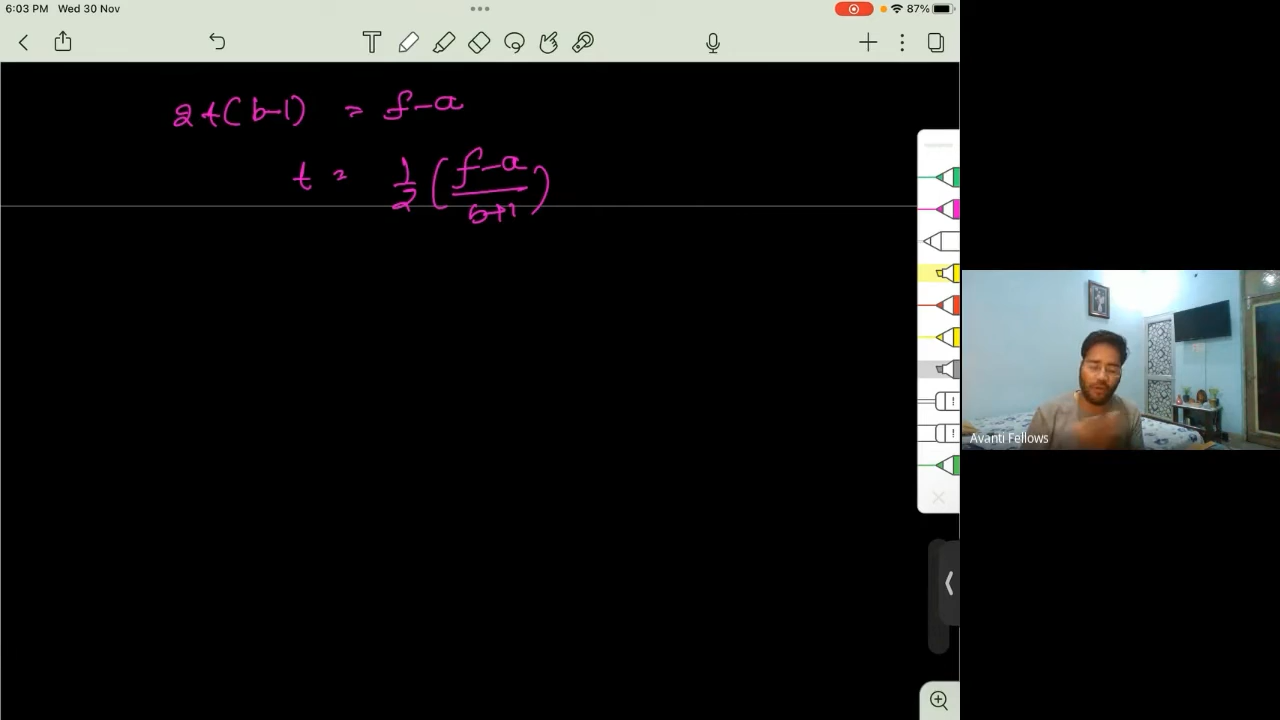 6:03 PM Wed 30 Nov
87%
2t(b-1) = f-a
t = 1/2 (f-a/b+1)
Avanti Fellows